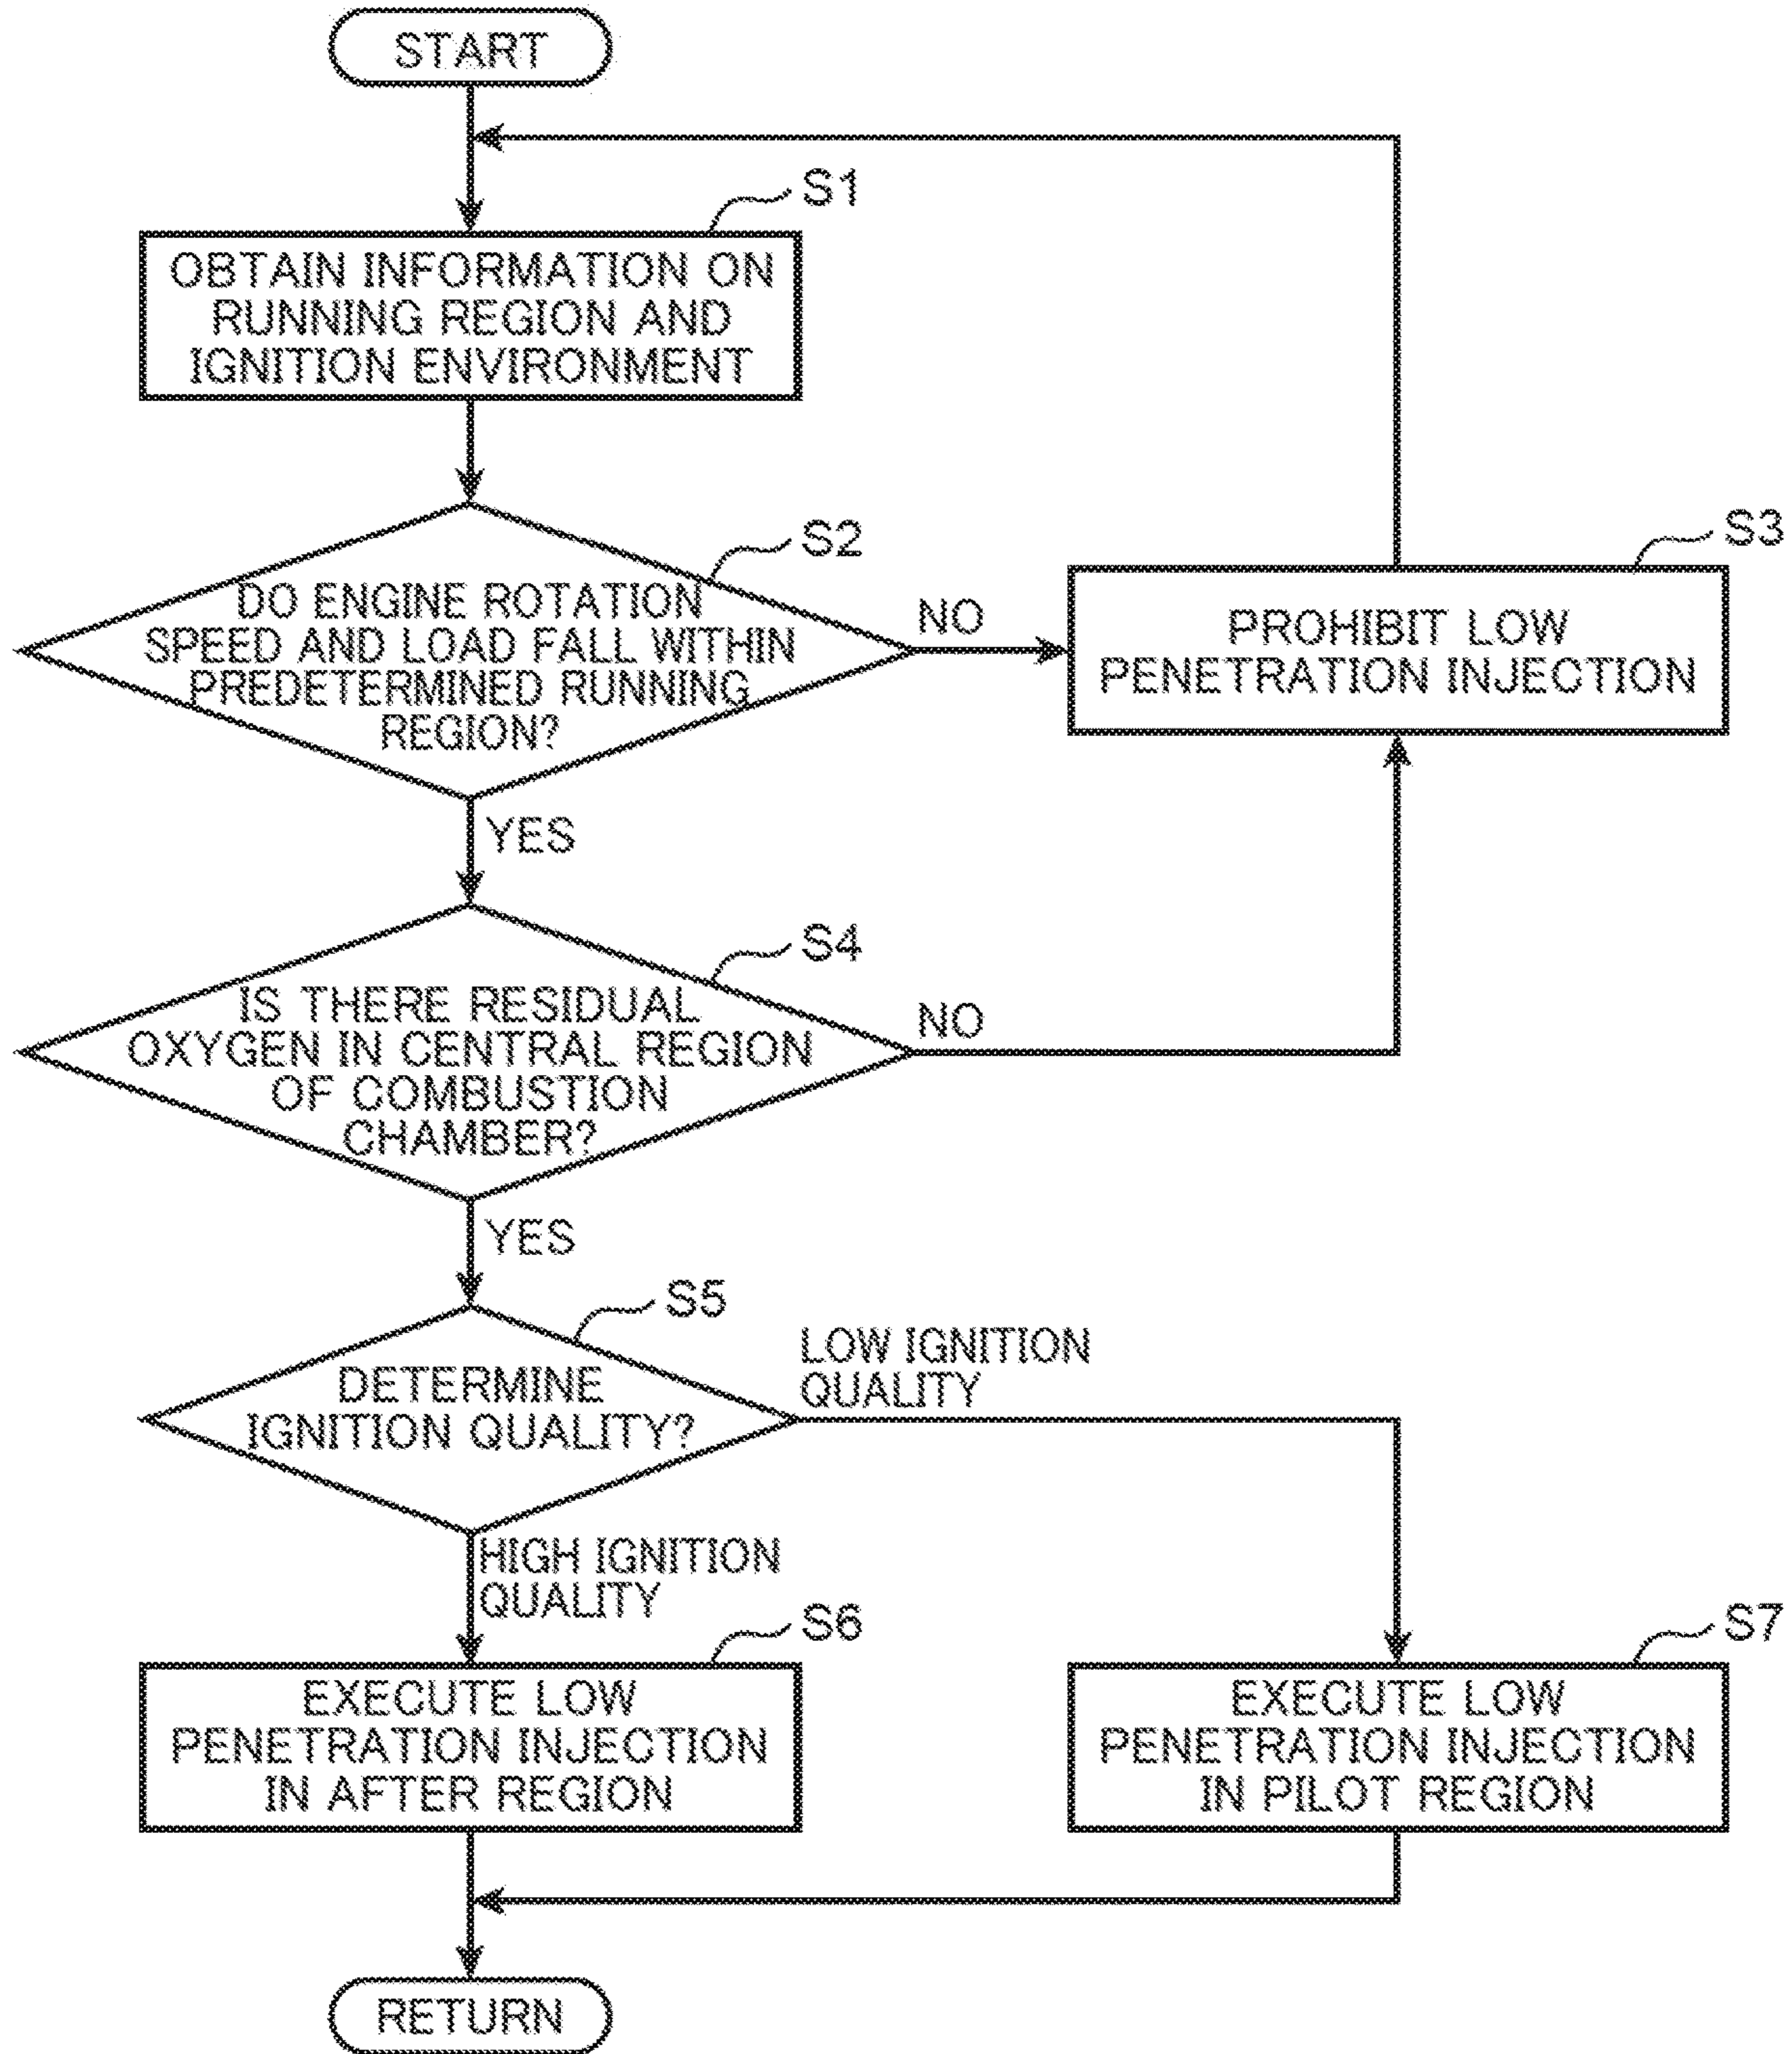 START
S1
OBTAIN INFORMATION ON
RUNNING REGION AND
IGNITION ENVIRONMENT
S2
DO ENGINE ROTATION
SPEED AND LOAD FALL WITHIN
PREDETERMINED RUNNING
REGION?
NO
S3
PROHIBIT LOW
PENETRATION INJECTION
YES
S4
IS THERE RESIDUAL
OXYGEN IN CENTRAL REGION
OF COMBUSTION
CHAMBER?
NO
YES
S5
DETERMINE
IGNITION QUALITY?
LOW IGNITION
QUALITY
HIGH IGNITION
QUALITY
S6
EXECUTE LOW
PENETRATION INJECTION
IN AFTER REGION
S7
EXECUTE LOW
PENETRATION INJECTION
IN PILOT REGION
RETURN